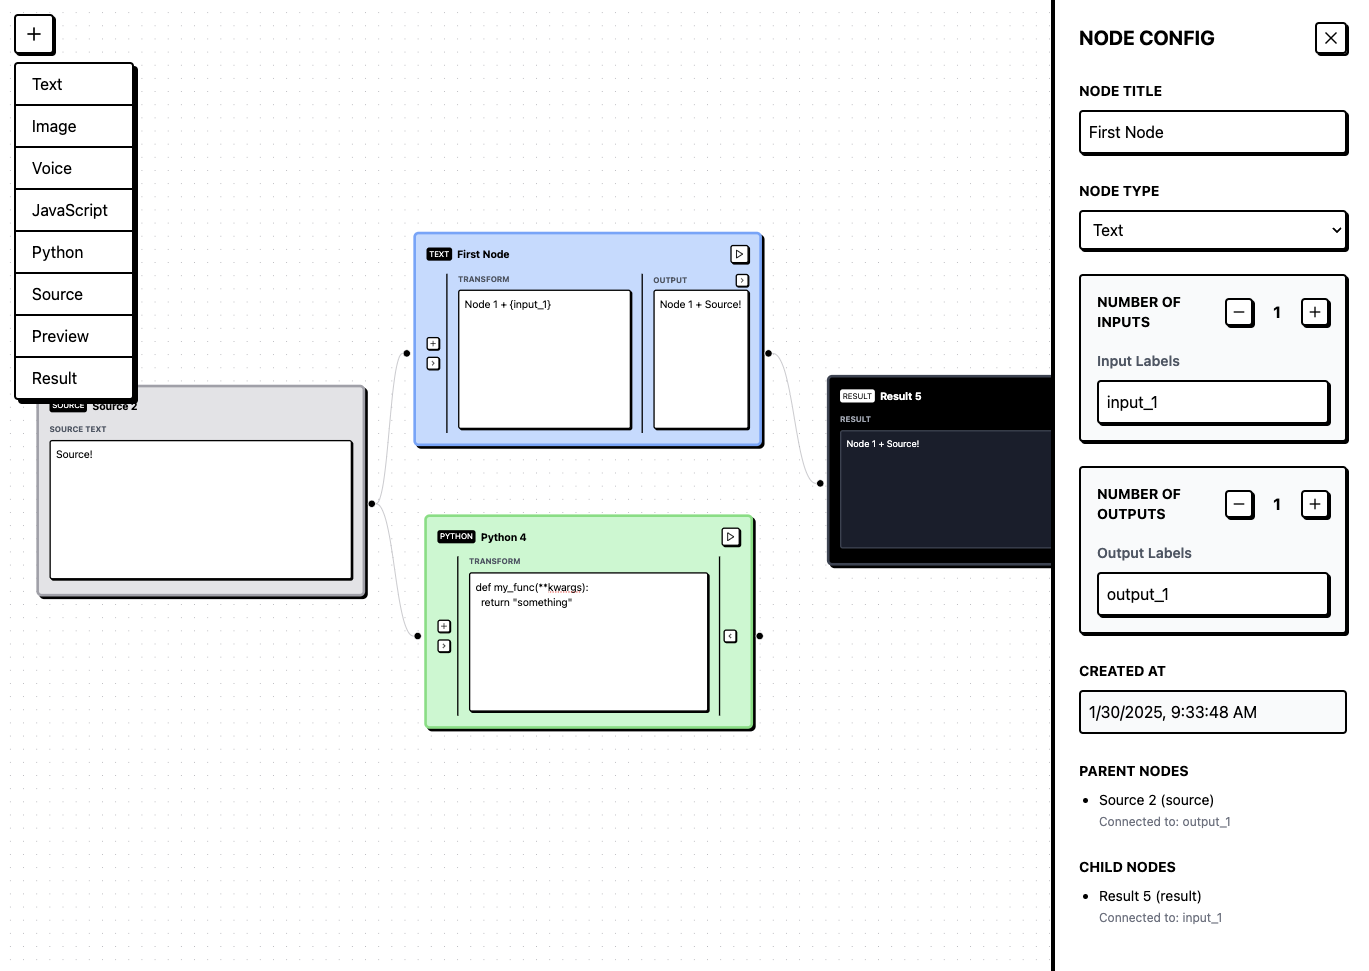 Text
Image
Voice
JavaScript
Python
Source
Preview
Result
SOURCE Source 2
SOURCE TEXT
Source!
TEXT First Node
TRANSFORM
Node 1 + {input_1}
OUTPUT
Node 1 + Source!
PYTHON Python 4
TRANSFORM
def my_func(**kwargs):
return "something"
RESULT Result 5
RESULT
Node 1 + Source!
NODE CONFIG
NODE TITLE
First Node
NODE TYPE
Text
NUMBER OF
INPUTS
1
Input Labels
input_1
NUMBER OF
OUTPUTS
1
Output Labels
output_1
CREATED AT
1/30/2025, 9:33:48 AM
PARENT NODES
Source 2 (source)
Connected to: output_1
CHILD NODES
Result 5 (result)
Connected to: input_1